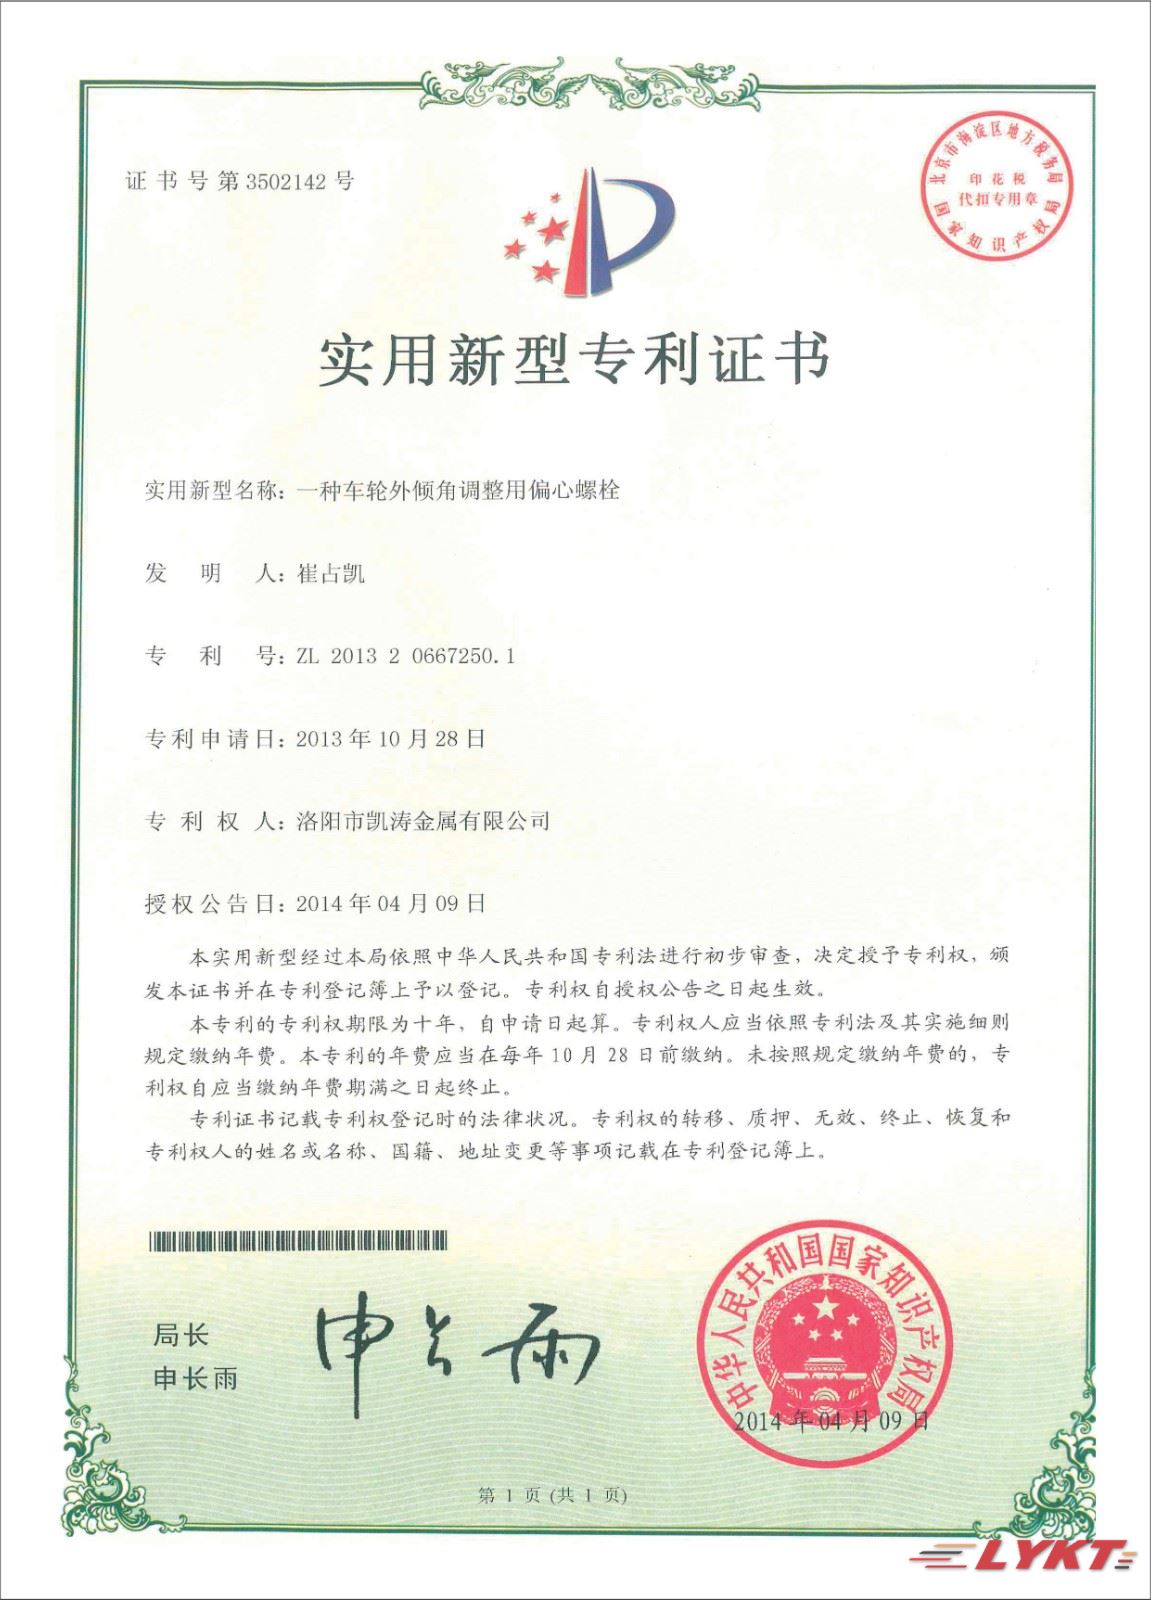 证书号第3502142号
北京市海淀区地方税务局
印花税
代扣专用章
国家知识产权局
实用新型专利证书
实用新型名称：一种车轮外倾角调整用偏心螺栓
发明人：崔占凯
专利号：ZL 2013 2 0667250.1
专利申请日：2013年10月28日
专利权人：洛阳市凯涛金属有限公司
授权公告日：2014年04月09日
本实用新型经过本局依照中华人民共和国专利法进行初步审查，决定授予专利权，颁
发本证书并在专利登记簿上予以登记。专利权自授权公告之日起生效。
本专利的专利权期限为十年，自申请日起算。专利权人应当依照专利法及其实施细则
规定缴纳年费。本专利的年费应当在每年10月28日前缴纳。未按照规定缴纳年费的，专
利权自应当缴纳年费期满之日起终止。
专利证书记载专利权登记时的法律状况。专利权的转移、质押、无效、终止、恢复和
专利权人的姓名或名称、国籍、地址变更等事项记载在专利登记簿上。
局长
申长雨
申长雨
中华人民共和国国家知识产权局
2014年04月09日
第1页(共1页)
LYKT